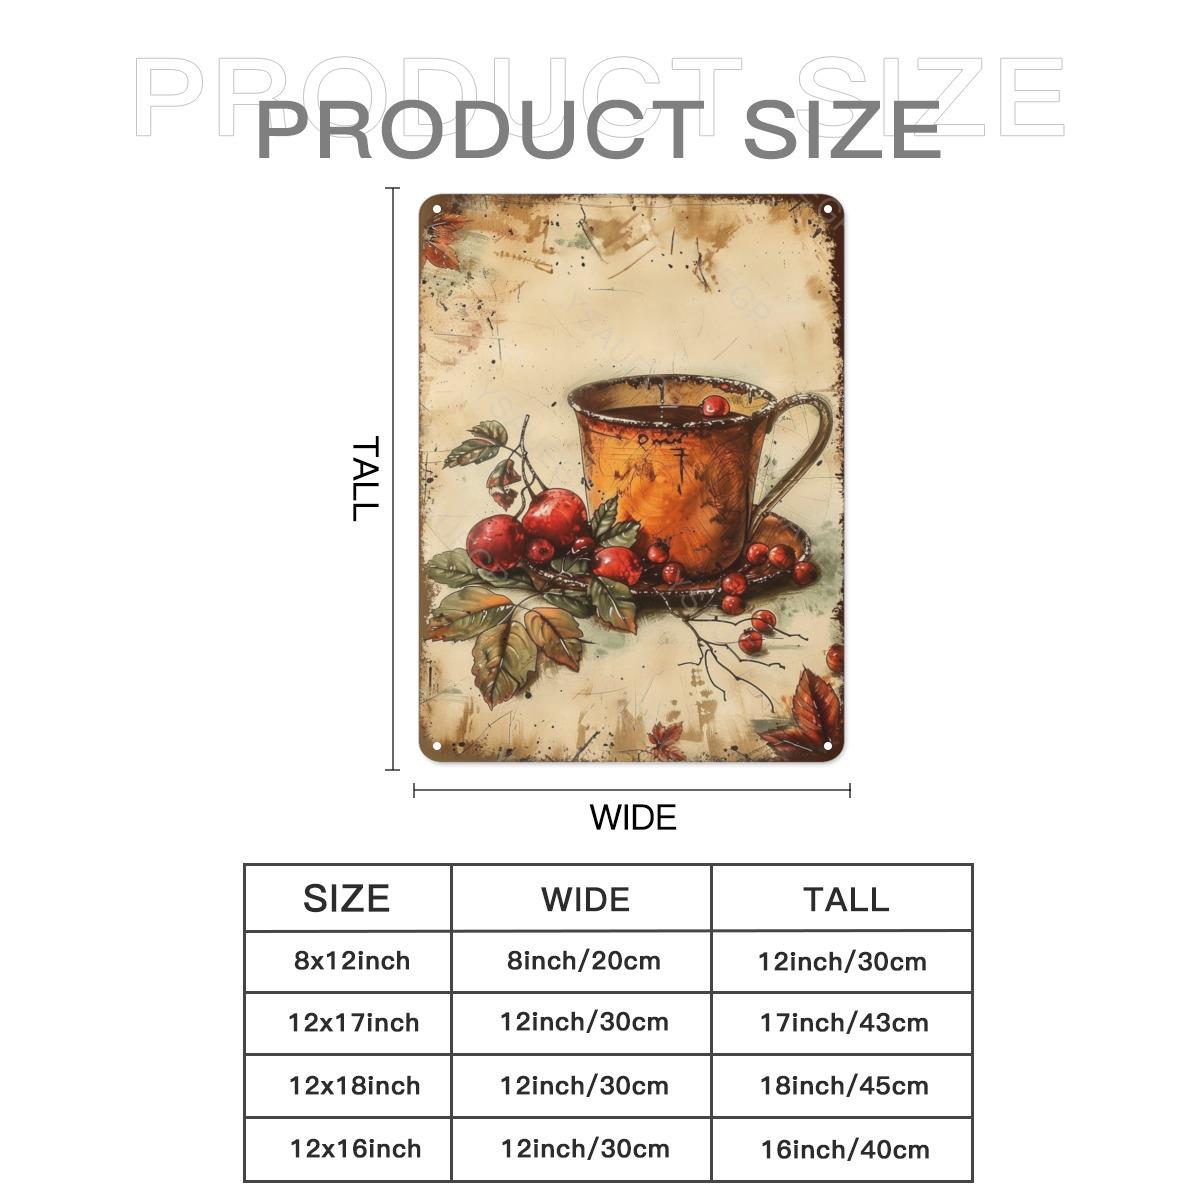 PRODUCT SIZE
PRODUCT SIZE
TALL
WIDE
SIZE WIDE TALL
8x12inch 8inch/20cm 12inch/30cm
12x17inch 12inch/30cm 17inch/43cm
12x18inch 12inch/30cm 18inch/45cm
12x16inch 12inch/30cm 16inch/40cm